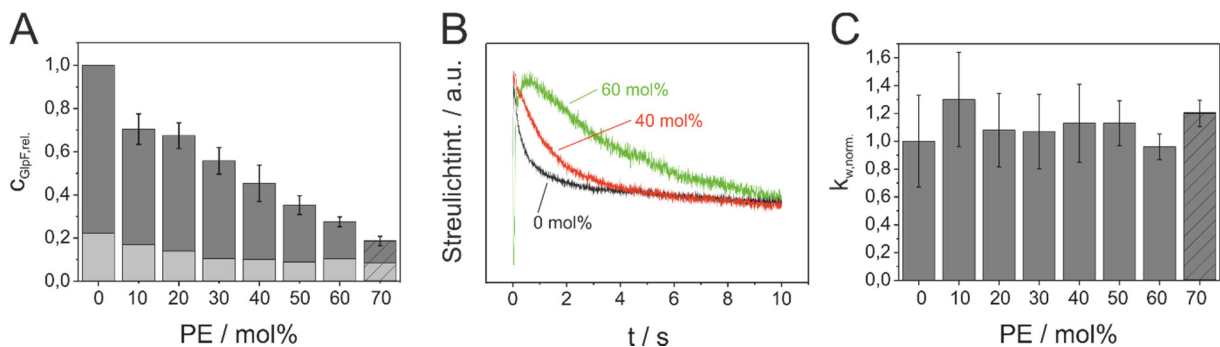 A
c_GlpF,rel.
1,0
0,8
0,6
0,4
0,2
0,0
0 10 20 30 40 50 60 70
PE / mol%
B
Streulichtint. / a.u.
60 mol%
40 mol%
0 mol%
0 2 4 6 8 10
t / s
C
k_w,norm.
1,6
1,4
1,2
1,0
0,8
0,6
0,4
0,2
0,0
0 10 20 30 40 50 60 70
PE / mol%